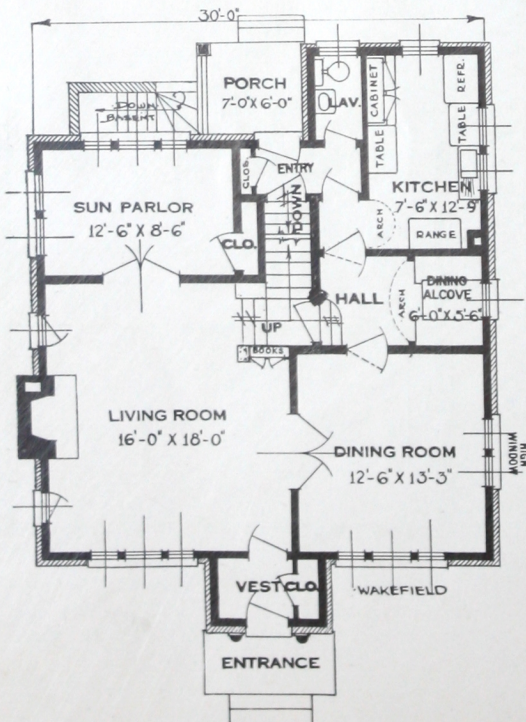 30'-0"
PORCH
7'-0" X 6'-0"
LAV.
CABINET
REFR.
TABLE
TABLE
DOWN
BASEM'T
CLOS.
ENTRY
KITCHEN
7'-6" X 12'-9"
RANGE
ARCH
SUN PARLOR
12'-6" X 8'-6"
CLO.
DOWN
HALL
ARCH
DINING
ALCOVE
6'-0" X 5'-6"
UP
BOOKS
LIVING ROOM
16'-0" X 18'-0"
DINING ROOM
12'-6" X 13'-3"
HIGH
WINDOW
VEST.
CLO.
WAKEFIELD
ENTRANCE